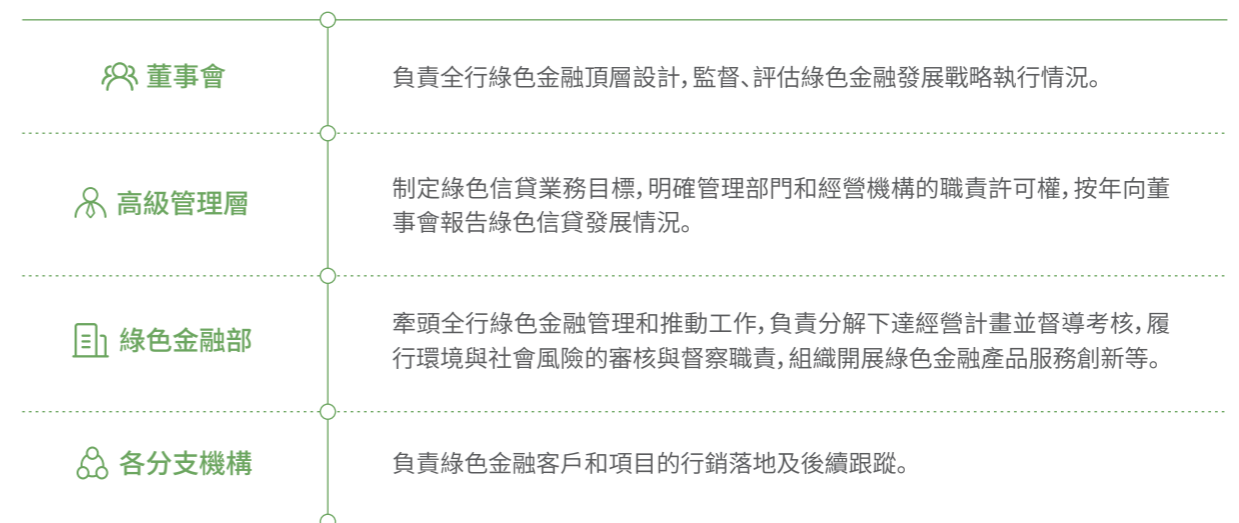 董事會
負責全行綠色金融頂層設計,監督、評估綠色金融發展戰略執行情況。
高級管理層
制定綠色信貸業務目標,明確管理部門和經營機構的職責許可權,按年向董
事會報告綠色信貸發展情況。
綠色金融部
牽頭全行綠色金融管理和推動工作,負責分解下達經營計畫並督導考核,履
行環境與社會風險的審核與督察職責,組織開展綠色金融產品服務創新等。
各分支機構
負責綠色金融客戶和項目的行銷落地及後續跟蹤。